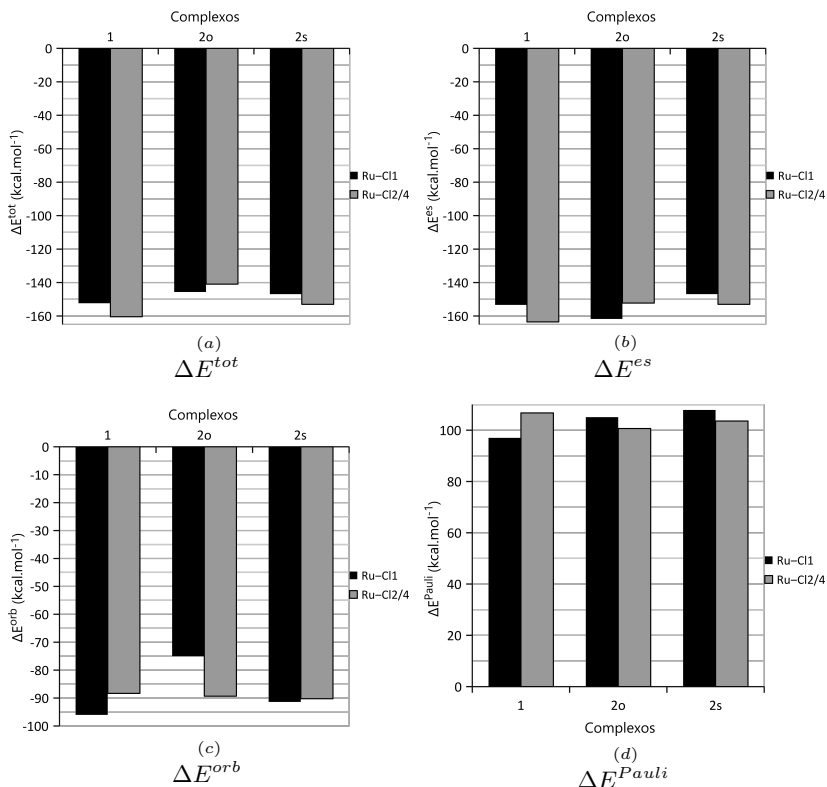 Complexos
1 2o 2s
0
-20
-40
-60
-80
-100
-120
-140
-160
ΔE^tot (kcal.mol⁻¹)
Ru–Cl1
Ru–Cl2/4
(a)
ΔE^tot
Complexos
1 2o 2s
0
-20
-40
-60
-80
-100
-120
-140
-160
ΔE^es (kcal.mol⁻¹)
Ru–Cl1
Ru–Cl2/4
(b)
ΔE^es
Complexos
1 2o 2s
0
-10
-20
-30
-40
-50
-60
-70
-80
-90
-100
ΔE^orb (kcal.mol⁻¹)
Ru–Cl1
Ru–Cl2/4
(c)
ΔE^orb
100
80
60
40
20
0
ΔE^Pauli (kcal.mol⁻¹)
Ru–Cl1
Ru–Cl2/4
1 2o 2s
Complexos
(d)
ΔE^Pauli